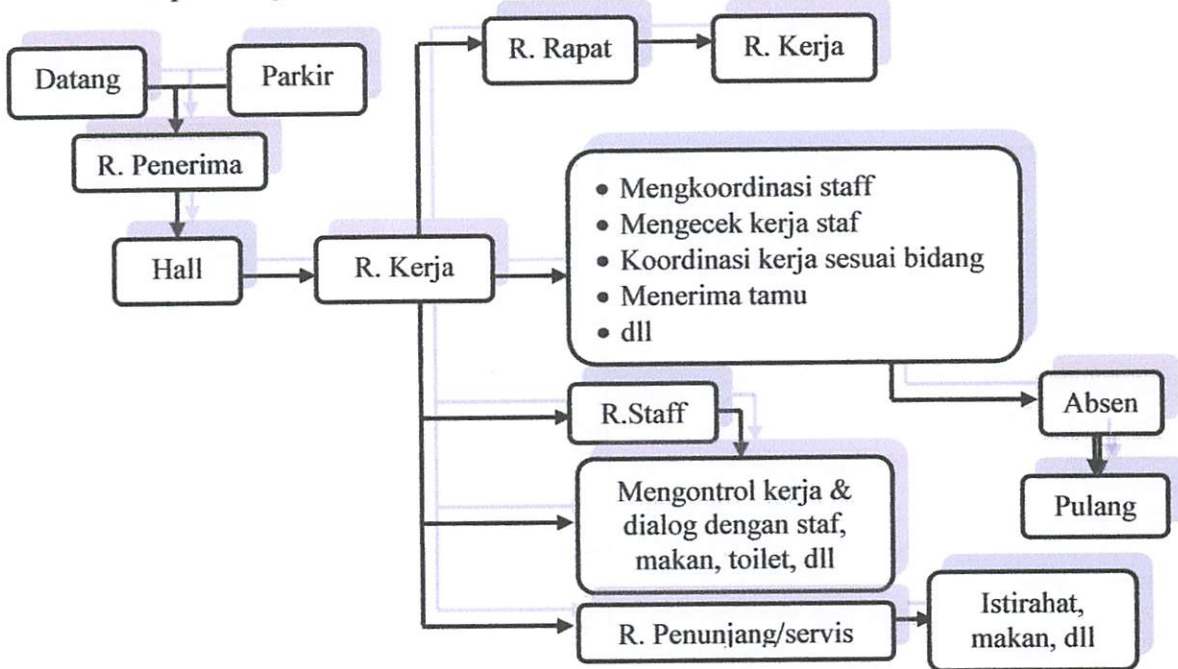 Datang
Parkir
R. Penerima
Hall
R. Kerja
R. Rapat
R. Kerja
• Mengkoordinasi staff
• Mengecek kerja staf
• Koordinasi kerja sesuai bidang
• Menerima tamu
• dll
R.Staff
Mengontrol kerja &
dialog dengan staf,
makan, toilet, dll
R. Penunjang/servis
Istirahat,
makan, dll
Absen
Pulang